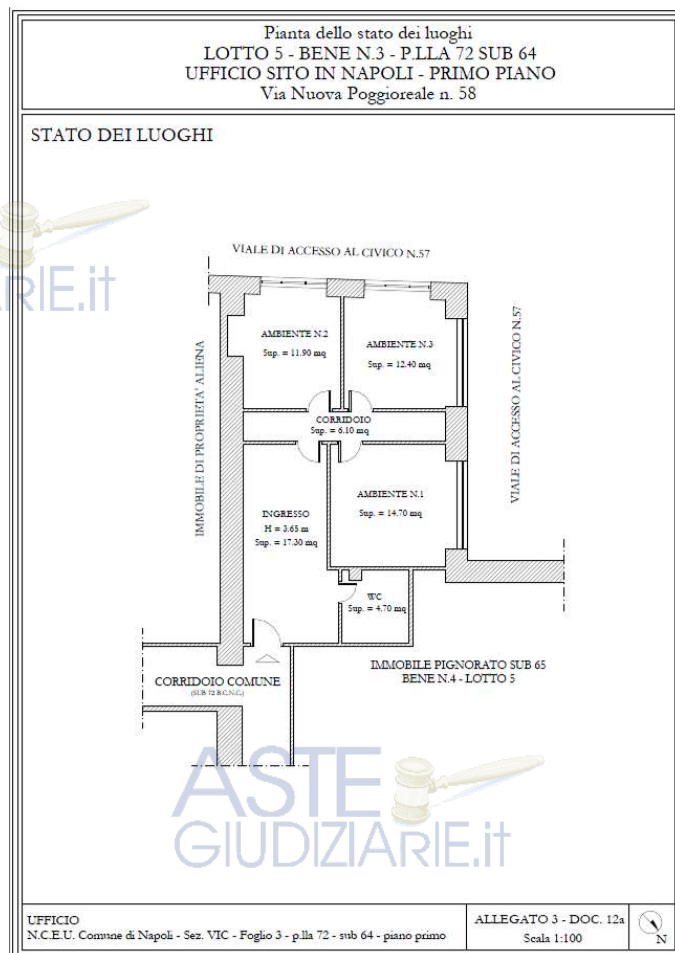 Pianta dello stato dei luoghi
LOTTO 5 - BENE N.3 - P.LLA 72 SUB 64
UFFICIO SITO IN NAPOLI - PRIMO PIANO
Via Nuova Poggioreale n. 58
STATO DEI LUOGHI
ARIE.it
VIALE DI ACCESSO AL CIVICO N.57
IMMOBILE DI PROPRIETA' ALIENA
VIALE DI ACCESSO AL CIVICO N.57
AMBIENTE N.2
Sup. = 11.90 mq
AMBIENTE N.3
Sup. = 12.40 mq
CORRIDOIO
Sup. = 6.10 mq
AMBIENTE N.1
Sup. = 14.70 mq
INGRESSO
H = 3.65 m
Sup. = 17.30 mq
WC
Sup. = 4.70 mq
CORRIDOIO COMUNE
(SUB 72 B.C.N.C.)
IMMOBILE PIGNORATO SUB 65
BENE N.4 - LOTTO 5
ASTE
GIUDIZIARIE.it
UFFICIO
N.C.E.U. Comune di Napoli - Sez. VIC - Foglio 3 - p.lla 72 - sub 64 - piano primo
ALLEGATO 3 - DOC. 12a
Scala 1:100
N